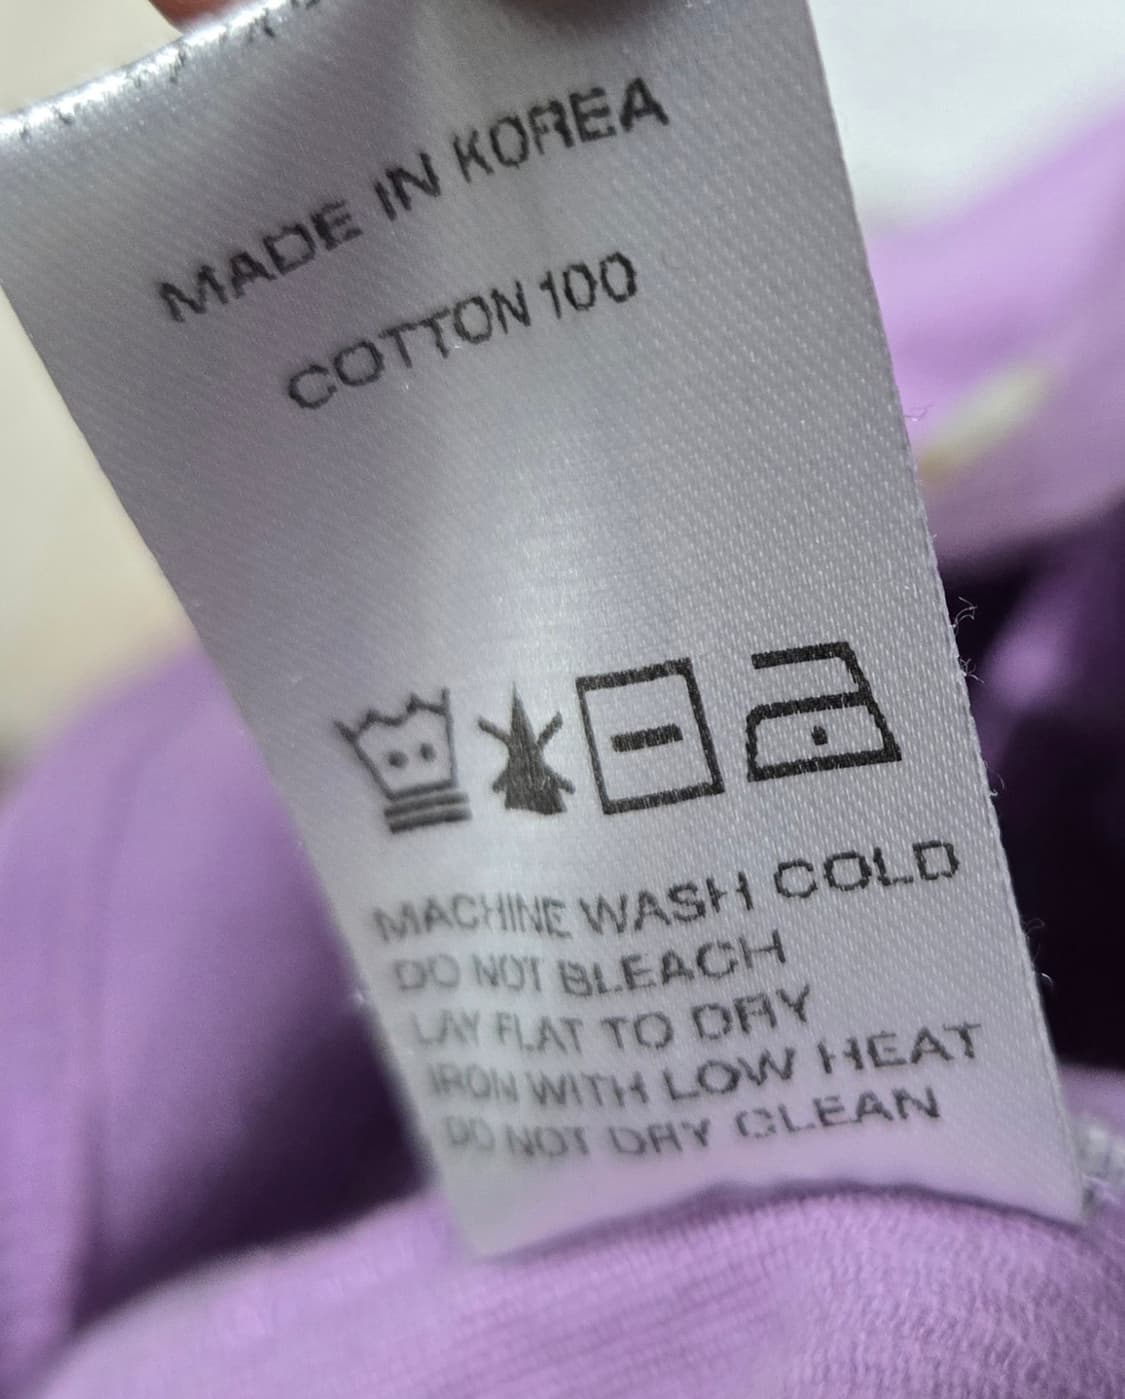 MADE IN KOREA
COTTON 100
MACHINE WASH COLD
DO NOT BLEACH
LAY FLAT TO DRY
IRON WITH LOW HEAT
DO NOT DRY CLEAN